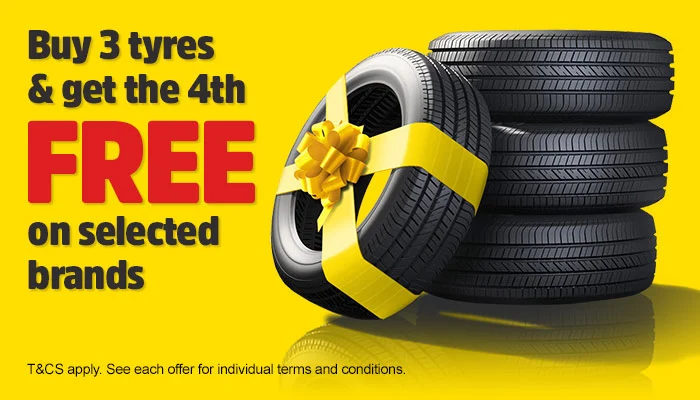 Buy 3 tyres
& get the 4th
FREE
on selected
brands
T&CS apply. See each offer for individual terms and conditions.